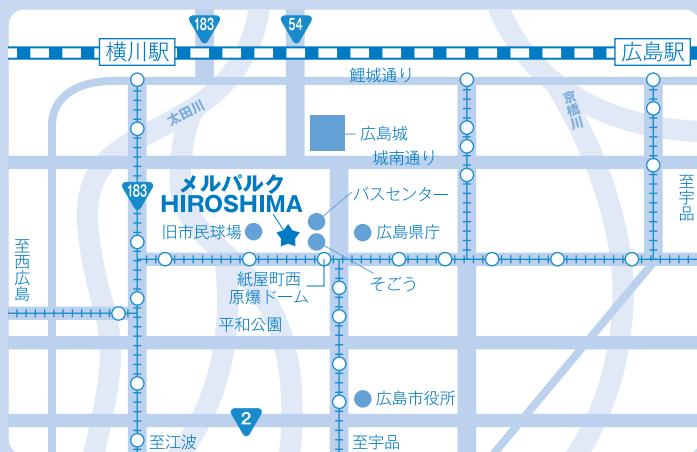 183
54
横川駅
広島駅
鯉城通り
太田川
京橋川
広島城
城南通り
183
メルパルク
HIROSHIMA
バスセンター
至宇品
旧市民球場
広島県庁
至西広島
そごう
紙屋町西
原爆ドーム
平和公園
広島市役所
2
至江波
至宇品